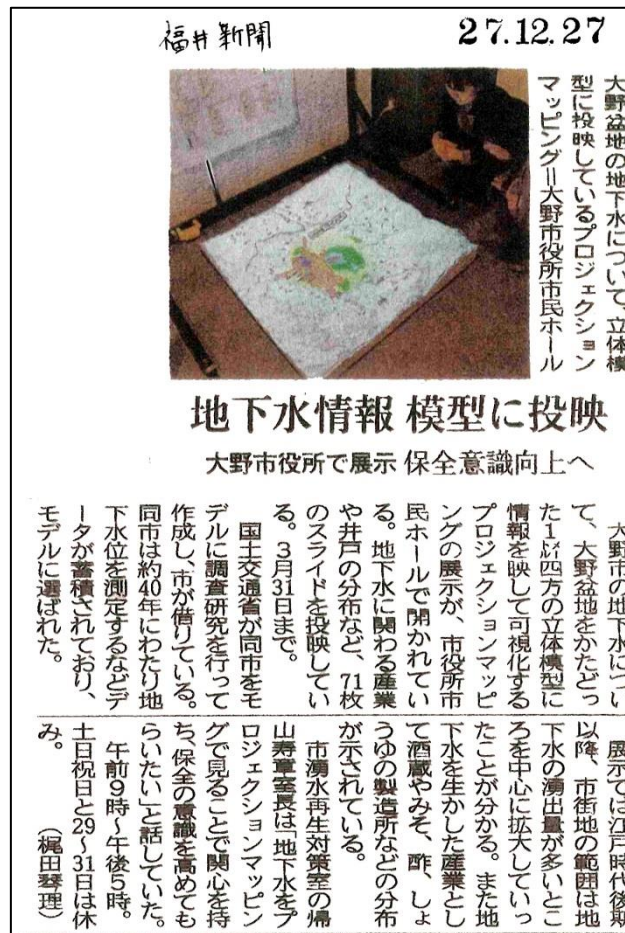 福井新聞
27.12.27
大野盆地の地下水について、立体模
型に投映しているプロジェクション
マッピング＝大野市役所市民ホール
地下水情報 模型に投映
大野市役所で展示 保全意識向上へ
大野市の地下水につい
て、大野盆地をかたどっ
た1㍍四方の立体模型に
情報を映して可視化する
プロジェクションマッピ
ングの展示が、市役所市
民ホールで開かれてい
る。地下水に関わる産業
や井戸の分布など、71枚
のスライドを投映してい
る。3月31日まで。
国土交通省が同市をモ
デルに調査研究を行って
作成し、市が借りている。
同市は約40年にわたり地
下水位を測定するなどデ
ータが蓄積されており、
モデルに選ばれた。
展示では江戸時代後期
以降、市街地の範囲は地
下水の湧出量が多いとこ
ろを中心に拡大していっ
たことが分かる。また地
下水を生かした産業とし
て酒蔵やみそ、酢、しょ
うゆの製造所などの分布
が示されている。
市湧水再生対策室の帰
山寿章室長は「地下水をプ
ロジェクションマッピン
グで見ることで関心を持
ち、保全の意識を高めても
らいたい」と話していた。
午前9時～午後5時。
土日祝日と29～31日は休
み。
（梶田琴理）